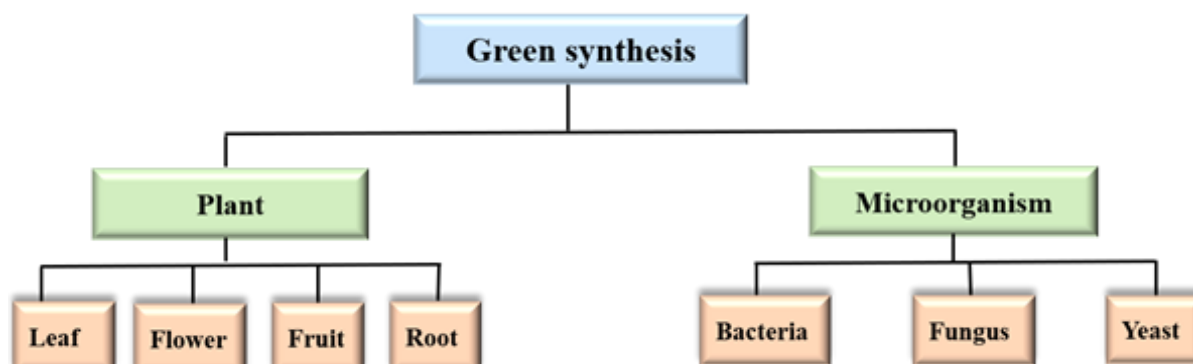 Green synthesis
Plant
Microorganism
Leaf
Flower
Fruit
Root
Bacteria
Fungus
Yeast